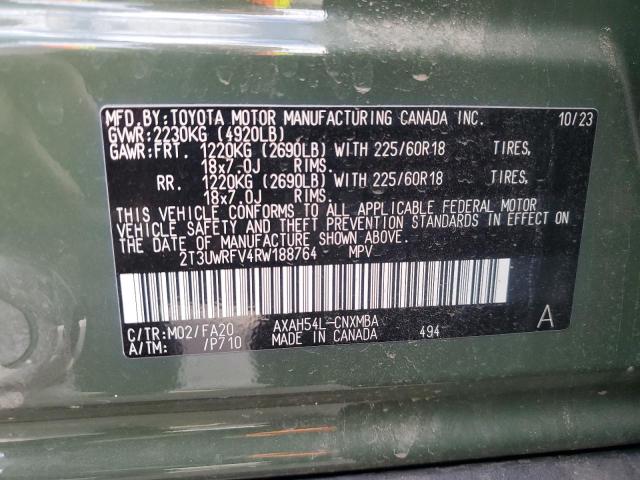 MFD. BY: TOYOTA MOTOR MANUFACTURING CANADA INC. 10/23
GVWR: 2230KG (4920LB)
GAWR: FRT. 1220KG (2690LB) WITH 225/60R18 TIRES,
18x7.0J RIMS.
RR. 1220KG (2690LB) WITH 225/60R18 TIRES,
18x7.0J RIMS.
THIS VEHICLE CONFORMS TO ALL APPLICABLE FEDERAL MOTOR
VEHICLE SAFETY AND THEFT PREVENTION STANDARDS IN EFFECT ON
THE DATE OF MANUFACTURE SHOWN ABOVE.
2T3UWRFV4RW188764 MPV
C/TR: M02/FA20 AXAH54L-CNXMBA A
A/TM: /P710 MADE IN CANADA 494